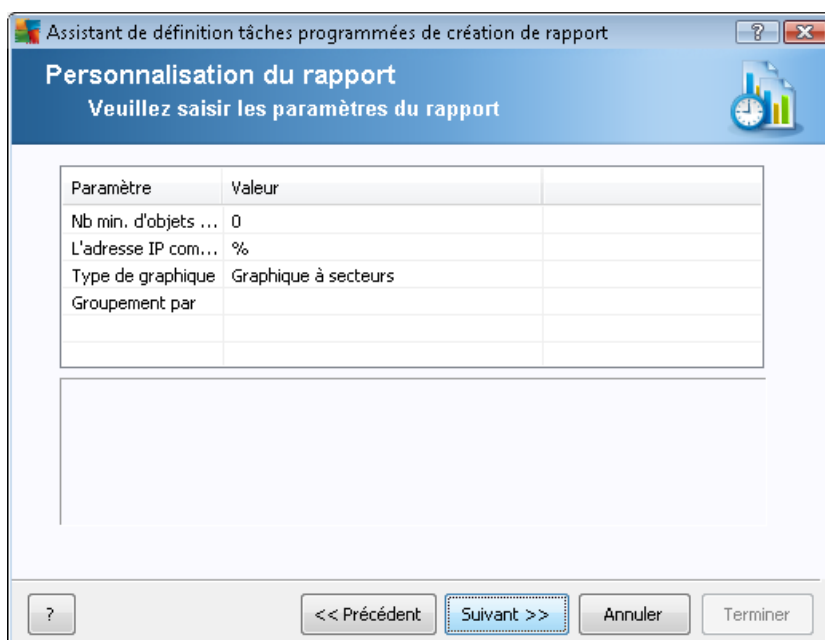 Assistant de définition tâches programmées de création de rapport ?
Personnalisation du rapport
Veuillez saisir les paramètres du rapport
Paramètre Valeur
Nb min. d'objets ... 0
L'adresse IP com... %
Type de graphique Graphique à secteurs
Groupement par
? << Précédent Suivant >> Annuler Terminer